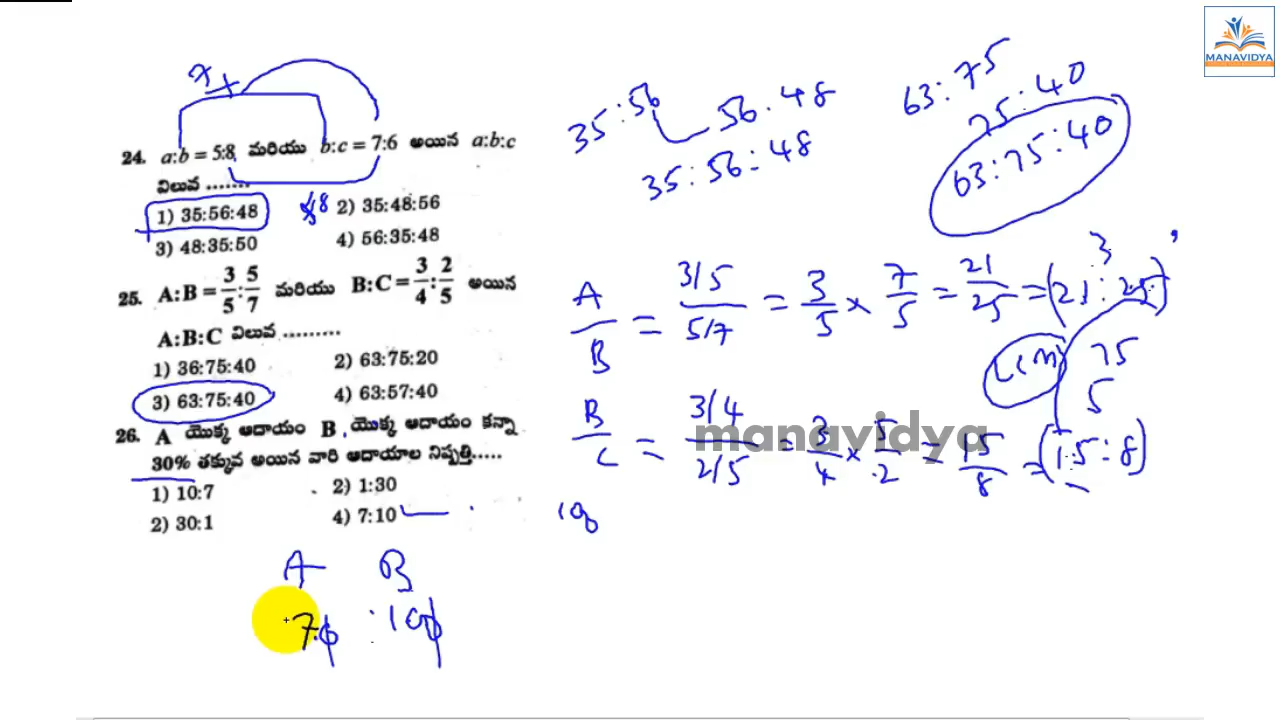 MANAVIDYA
7x
24. a:b = 5:8 మరియు b:c = 7:6 అయిన a:b:c
విలువ .......
1) 35:56:48 2) 35:48:56
3) 48:35:50 4) 56:35:48
25. A:B = 3/5 : 5/7 మరియు B:C = 3/4 : 2/5 అయిన
A:B:C విలువ .........
1) 36:75:40 2) 63:75:20
3) 63:75:40 4) 63:57:40
26. A యొక్క ఆదాయం B యొక్క ఆదాయం కన్నా
30% తక్కువ అయిన వారి ఆదాయాల నిష్పత్తి.....
1) 10:7 2) 1:30
2) 30:1 4) 7:10
A B
70 : 100
35:56 56.48
35:56:48
63:75
75:40
63:75:40
A/B = 3/5 / 5/7 = 3/5 × 7/5 = 21/25 = (21:25)
3
LCM 75
5
B/C = 3/4 / 2/5 = 3/4 × 5/2 = 15/8 = (15:8)
manavidya